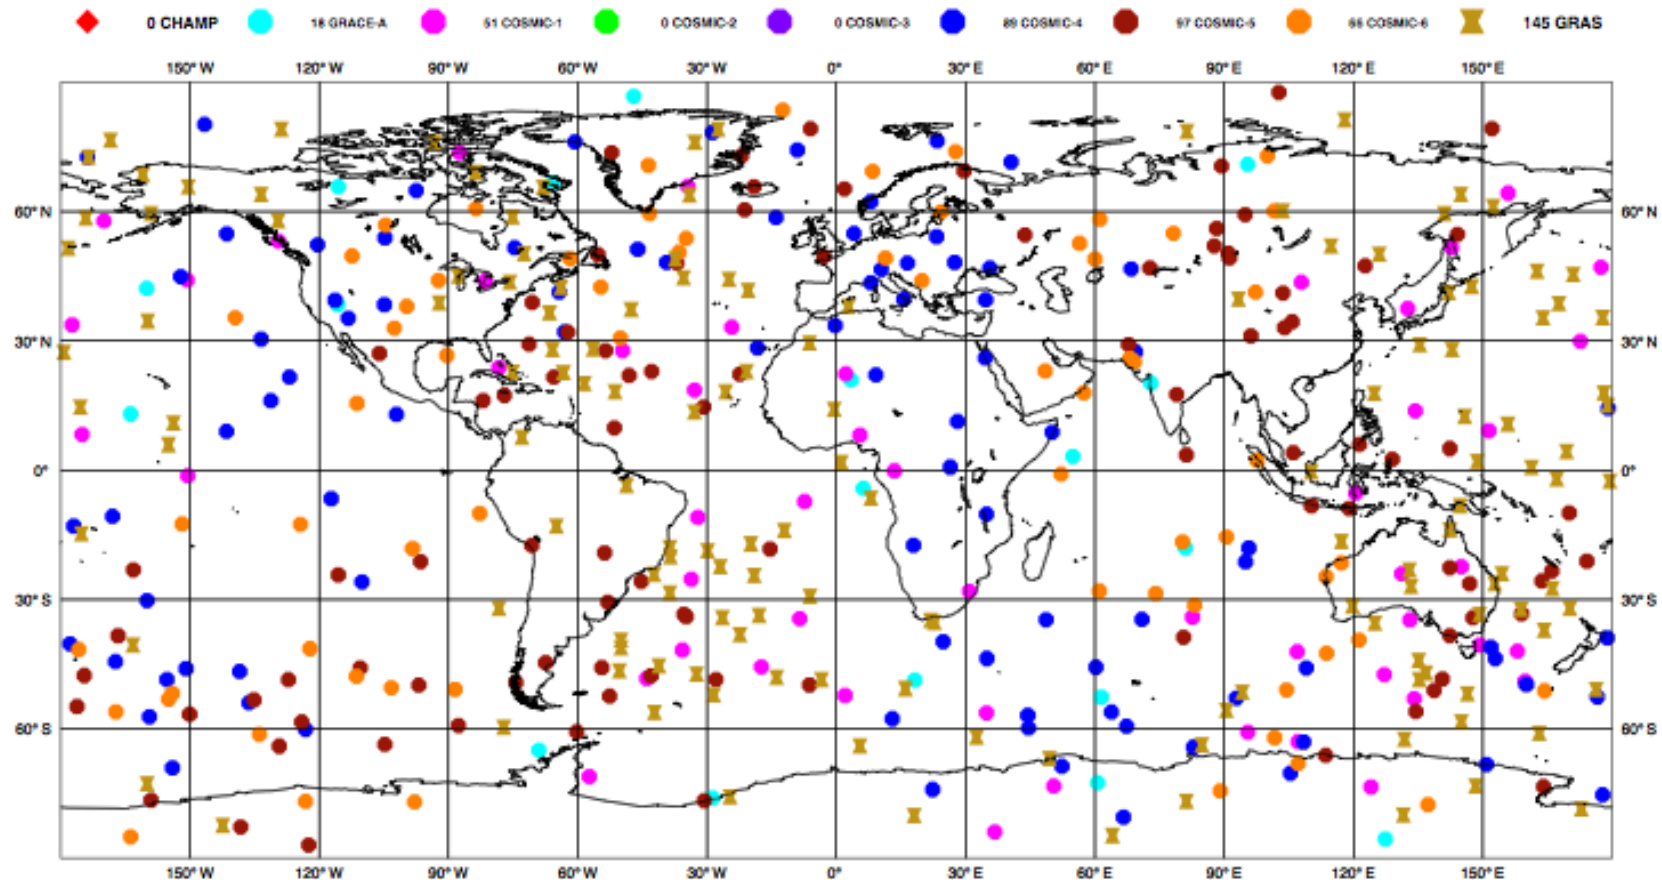 0 CHAMP 18 GRACE-A 51 COSMIC-1 0 COSMIC-2 0 COSMIC-3 89 COSMIC-4 97 COSMIC-5 66 COSMIC-6 145 GRAS
150° W 120° W 90° W 60° W 30° W 0° 30° E 60° E 90° E 120° E 150° E
60° N 60° N
30° N 30° N
0° 0°
30° S 30° S
60° S 60° S
150° W 120° W 90° W 60° W 30° W 0° 30° E 60° E 90° E 120° E 150° E